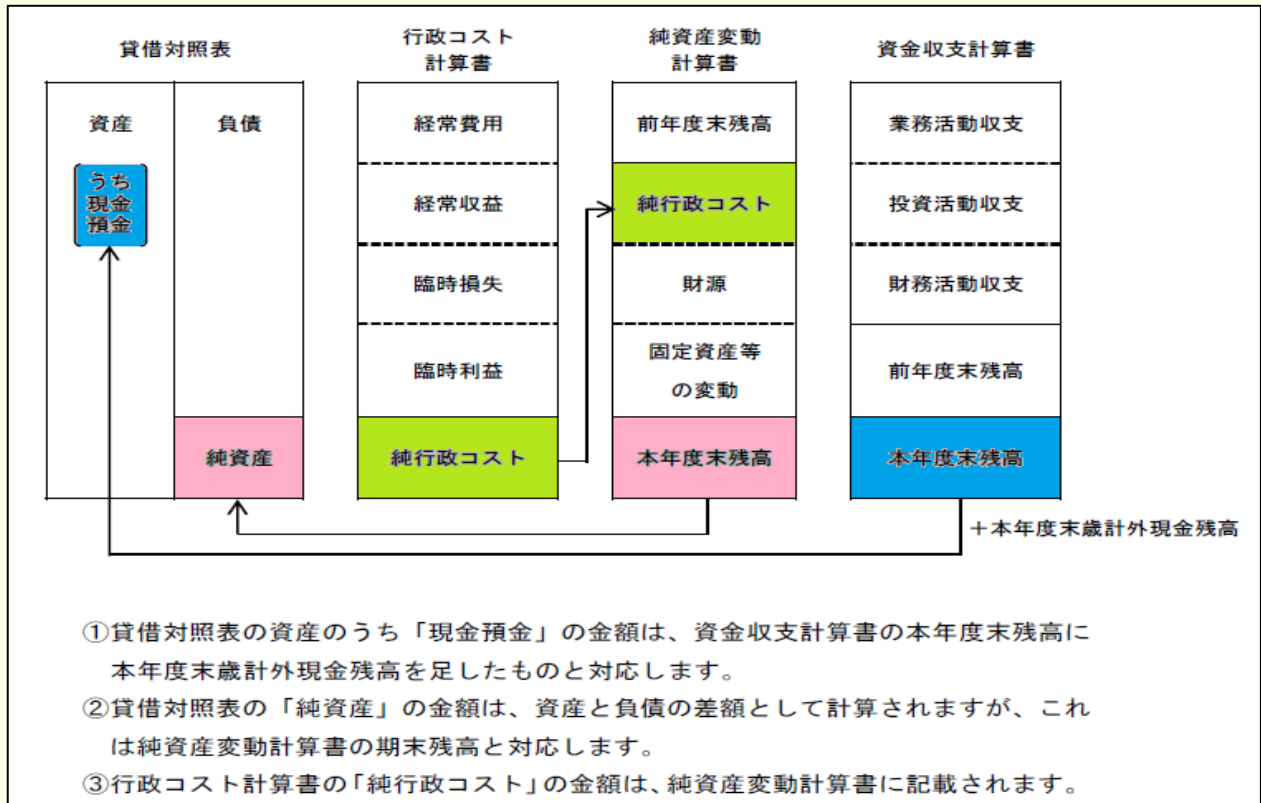 貸借対照表
行政コスト
計算書
純資産変動
計算書
資金収支計算書
資産
負債
経常費用
前年度末残高
業務活動収支
うち
現金
預金
経常収益
純行政コスト
投資活動収支
臨時損失
財源
財務活動収支
臨時利益
固定資産等
の変動
前年度末残高
純資産
純行政コスト
本年度末残高
本年度末残高
＋本年度末歳計外現金残高
①貸借対照表の資産のうち「現金預金」の金額は、資金収支計算書の本年度末残高に
本年度末歳計外現金残高を足したものと対応します。
②貸借対照表の「純資産」の金額は、資産と負債の差額として計算されますが、これ
は純資産変動計算書の期末残高と対応します。
③行政コスト計算書の「純行政コスト」の金額は、純資産変動計算書に記載されます。